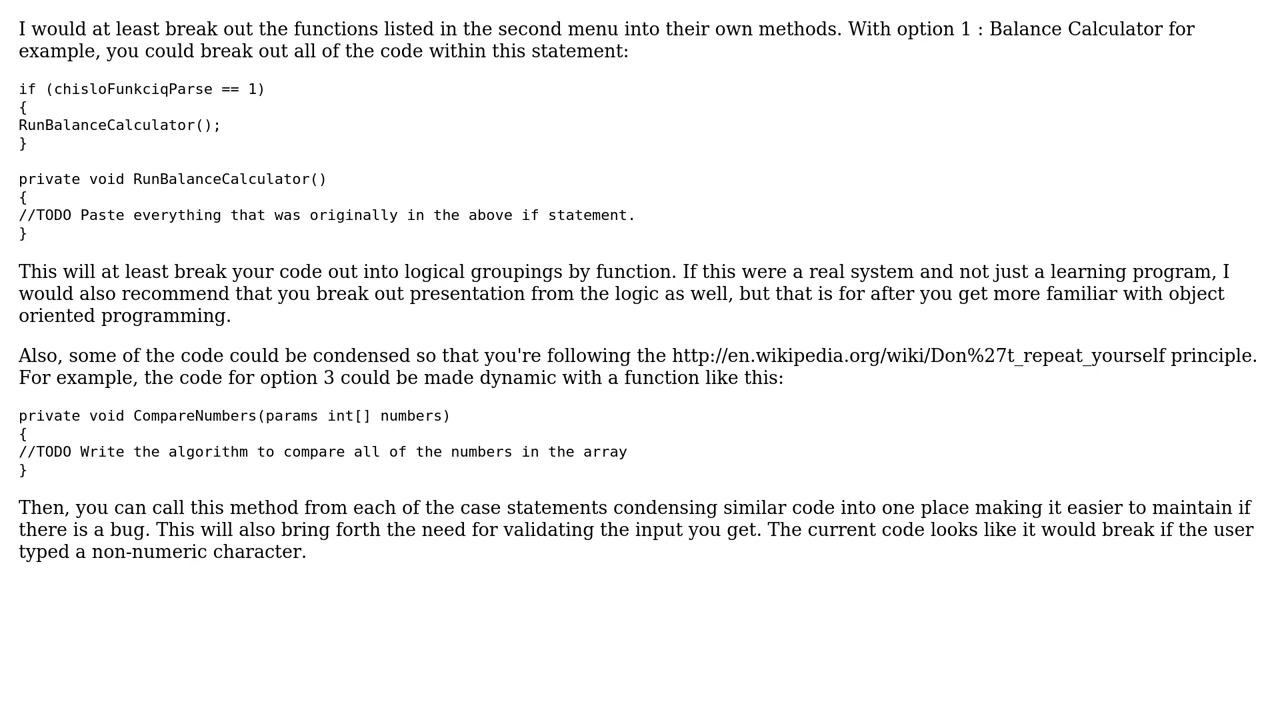 I would at least break out the functions listed in the second menu into their own methods. With option 1 : Balance Calculator for
example, you could break out all of the code within this statement:
if (chisloFunkciqParse == 1)
{
RunBalanceCalculator();
}
private void RunBalanceCalculator()
{
//TODO Paste everything that was originally in the above if statement.
}
This will at least break your code out into logical groupings by function. If this were a real system and not just a learning program, I
would also recommend that you break out presentation from the logic as well, but that is for after you get more familiar with object
oriented programming.
Also, some of the code could be condensed so that you're following the http://en.wikipedia.org/wiki/Don%27t_repeat_yourself principle.
For example, the code for option 3 could be made dynamic with a function like this:
private void CompareNumbers(params int[] numbers)
{
//TODO Write the algorithm to compare all of the numbers in the array
}
Then, you can call this method from each of the case statements condensing similar code into one place making it easier to maintain if
there is a bug. This will also bring forth the need for validating the input you get. The current code looks like it would break if the user
typed a non-numeric character.